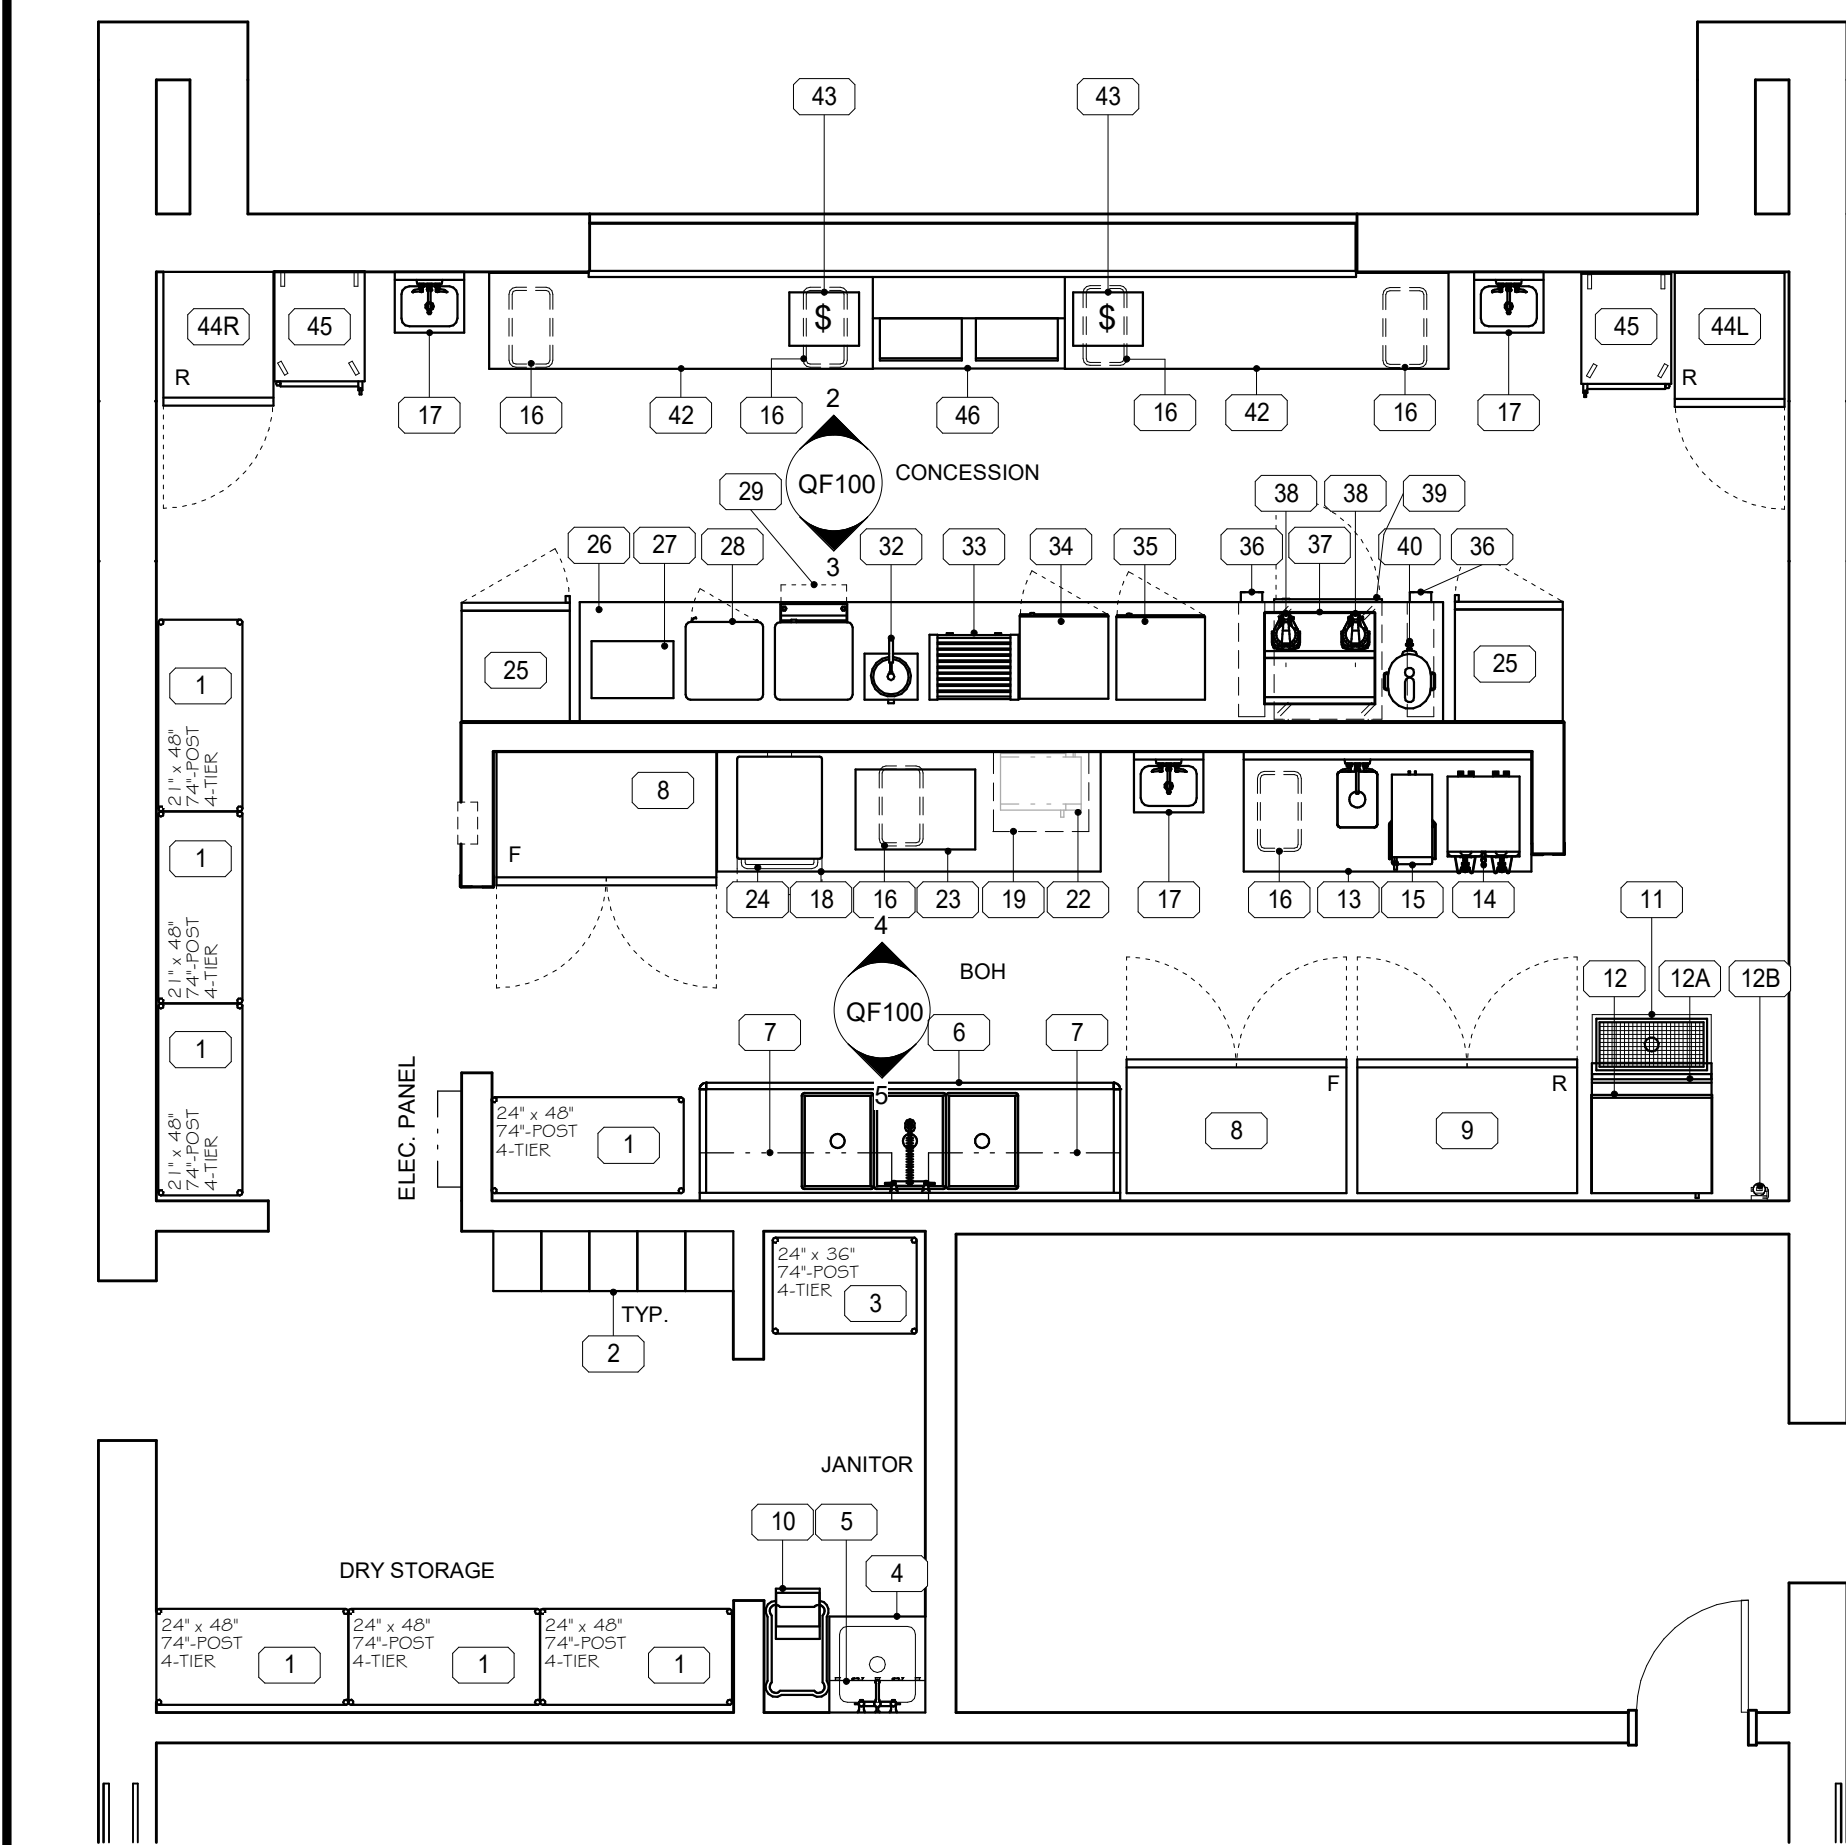 43
43
44R
45
$
$
45
44L
R
R
17
16
42
16
46
16
42
16
17
2
QF100
CONCESSION
3
29
38
38
39
26
27
28
32
33
34
35
36
37
40
36
25
25
1
21" x 48"
74"-POST
4-TIER
1
21" x 48"
74"-POST
4-TIER
1
21" x 48"
74"-POST
4-TIER
8
F
24
18
16
23
19
22
17
16
13
15
14
11
4
QF100
5
BOH
12
12A
12B
7
6
7
ELEC. PANEL
24" x 48"
74"-POST
4-TIER
1
F
8
R
9
24" x 36"
74"-POST
4-TIER
3
TYP.
2
JANITOR
10
5
4
DRY STORAGE
24" x 48"
74"-POST
4-TIER
1
24" x 48"
74"-POST
4-TIER
1
24" x 48"
74"-POST
4-TIER
1